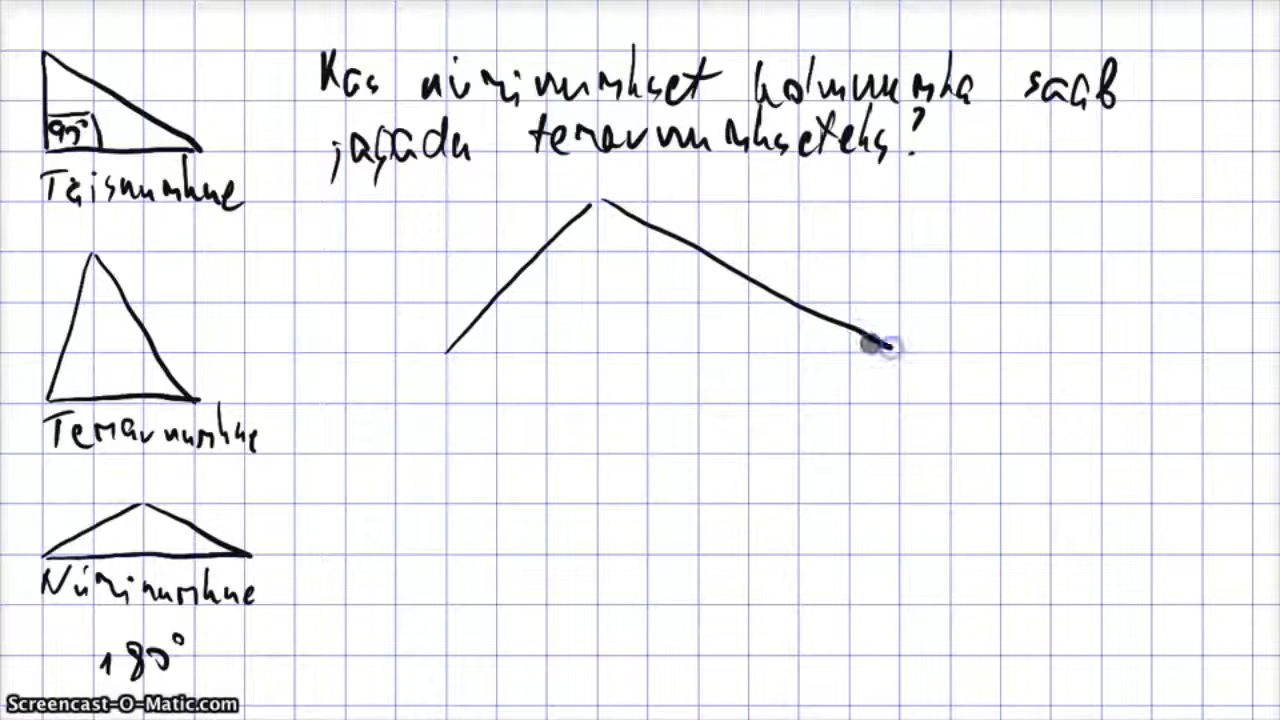 Kas nürinurkset kolmnurka saab
jagada teravnurkseteks?
90°
Täisnurkne
Teravnurkne
Nürinurkne
180°
Screencast-O-Matic.com